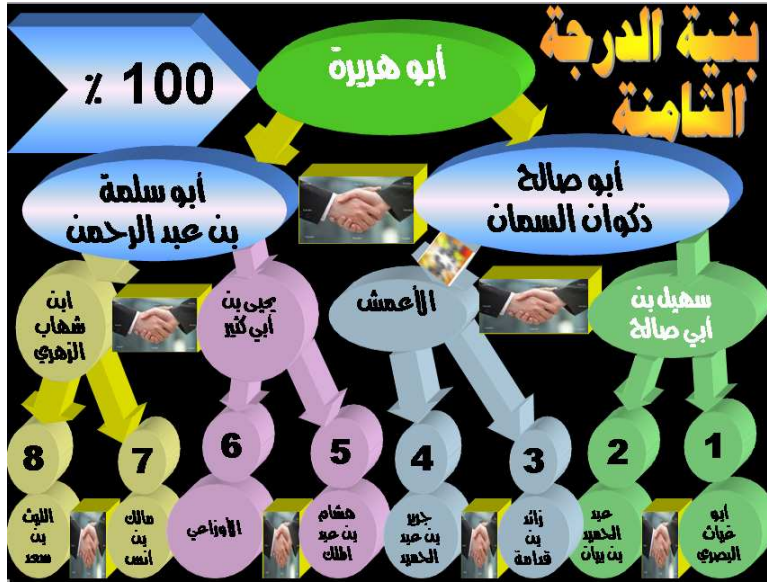 بنية الدرجة
الثامنة
100 ٪
أبو هريرة
أبو صالح
ذكوان السمان
أبو سلمة
بن عبد الرحمن
سهيل بن
أبي صالح
الأعمش
يحيى بن
أبي كثير
ابن
شهاب
الزهري
1
2
3
4
5
6
7
8
ابو
غياث
البصري
عبد
الحميد
بن بيان
زائد
بن
قدامة
جرير
بن عبد
الحميد
هشام
بن عبد
الملك
الأوزاعي
مالك
بن
أنس
الليث
بن
سعد